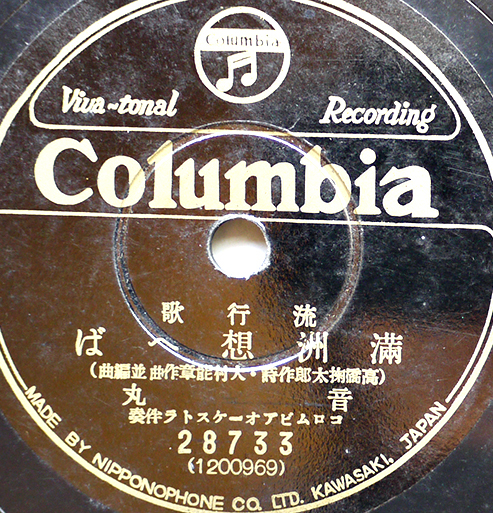 Columbia
Viva-tonal Recording
Columbia
流行歌
滿洲想へば
(高橋掬太郎作詩・大村能章作曲並編曲)
音丸
コロムビアオーケストラ伴奏
28733
(1200969)
MADE BY NIPPONOPHONE CO. LTD. KAWASAKI, JAPAN